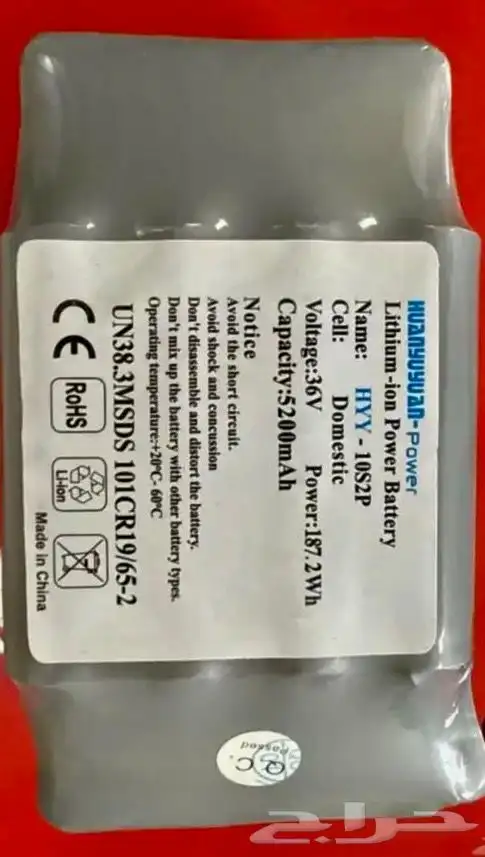 HUANYUYUAN-Power
Lithium-ion Power Battery
Name: HYY - 10S2P
Cell: Domestic
Voltage:36V Power:187.2Wh
Capacity:5200mAh
Notice
Avoid the short circuit.
Avoid shock and concussion
Don't disassemble and distort the battery.
Don't mix up the battery with other battery types.
Operating temperature:+20°C- 60°C
UN38.3MSDS 101CR19/65-2
CE RoHS Li-ion
Made in China
Q.C.
Passed
حراج